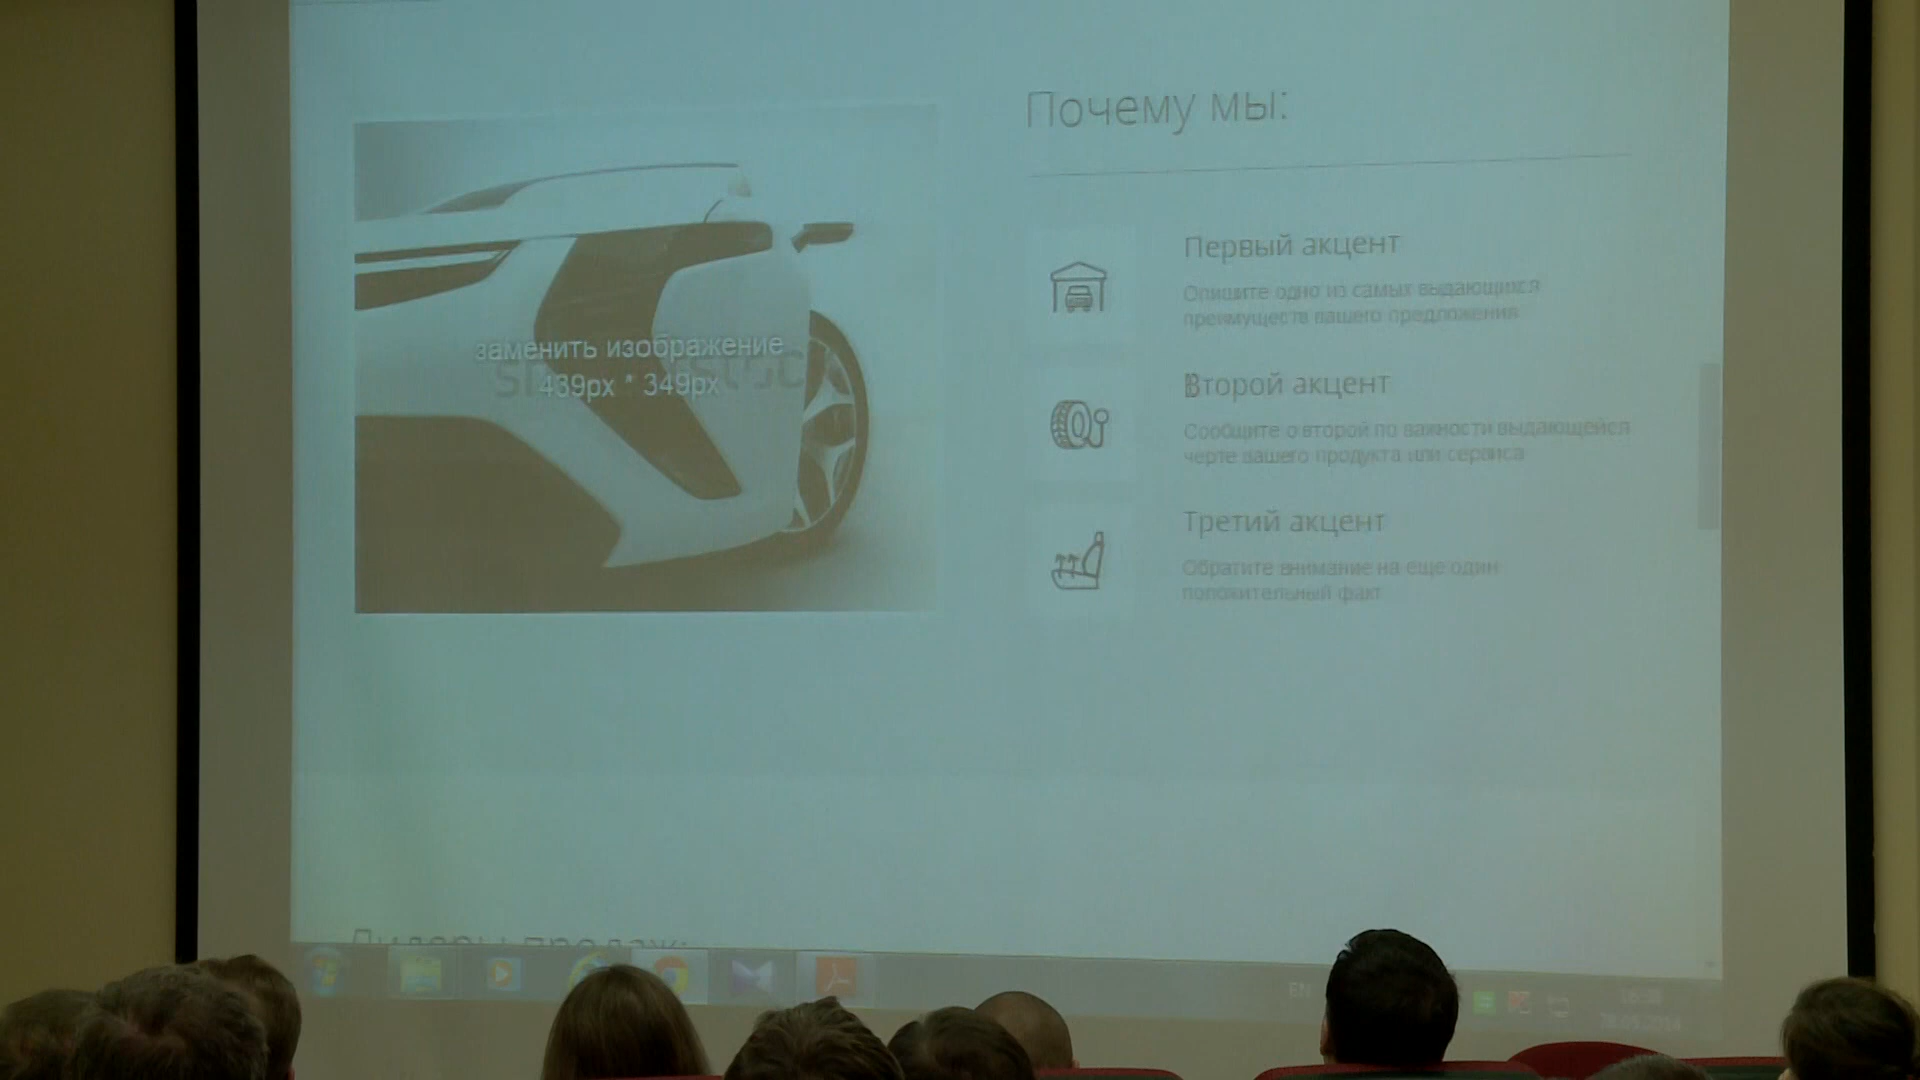 Почему мы:
заменить изображение
439px * 349px
Первый акцент
Опишите одно из самых выдающихся
преимуществ вашего предложения
Второй акцент
Сообщите о второй по важности выдающейся
черте вашего продукта или сервиса
Третий акцент
Обратите внимание на еще один
положительный факт
Лидеры продаж:
EN